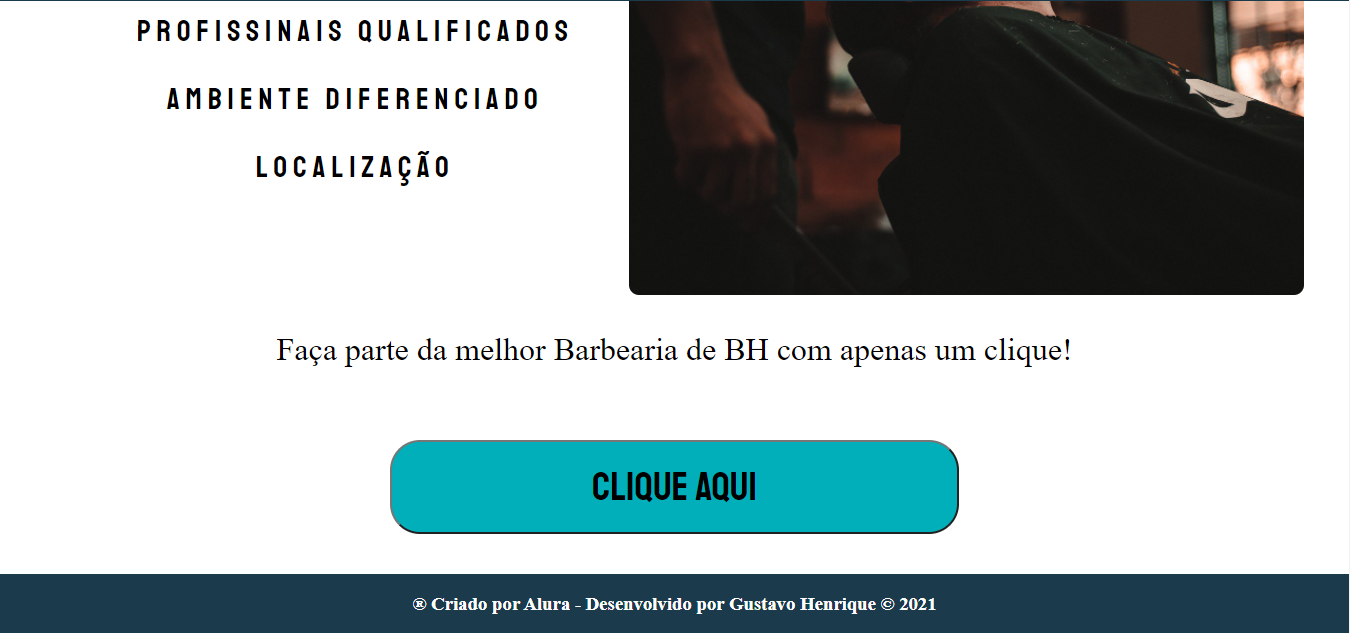 PROFISSINAIS QUALIFICADOS
AMBIENTE DIFERENCIADO
LOCALIZAÇÃO
Faça parte da melhor Barbearia de BH com apenas um clique!
CLIQUE AQUI
® Criado por Alura - Desenvolvido por Gustavo Henrique © 2021